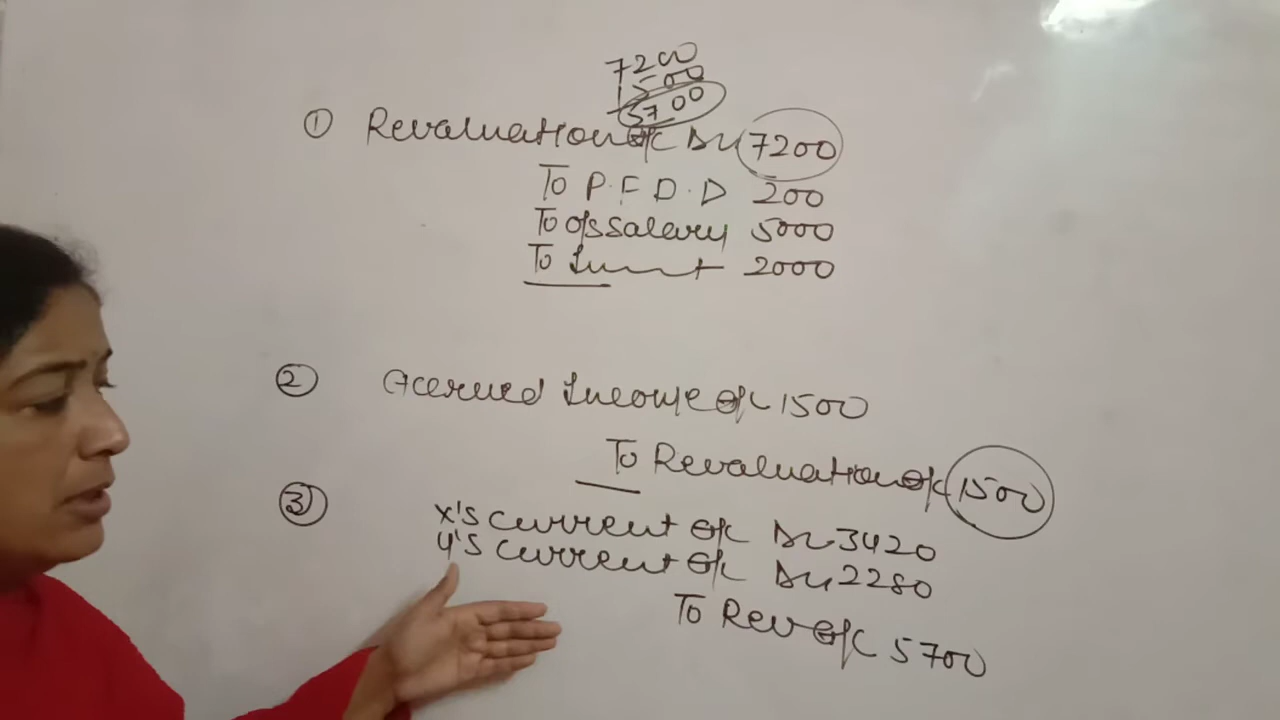 7200
1500
5700
① Revaluation a/c Dr 7200
To P.F.D.D 200
To o/s salary 5000
To 2000
② Accrued Income a/c 1500
To Revaluation a/c 1500
③ X's current a/c Dr 3420
Y's current a/c Dr 2280
To Rev a/c 5700